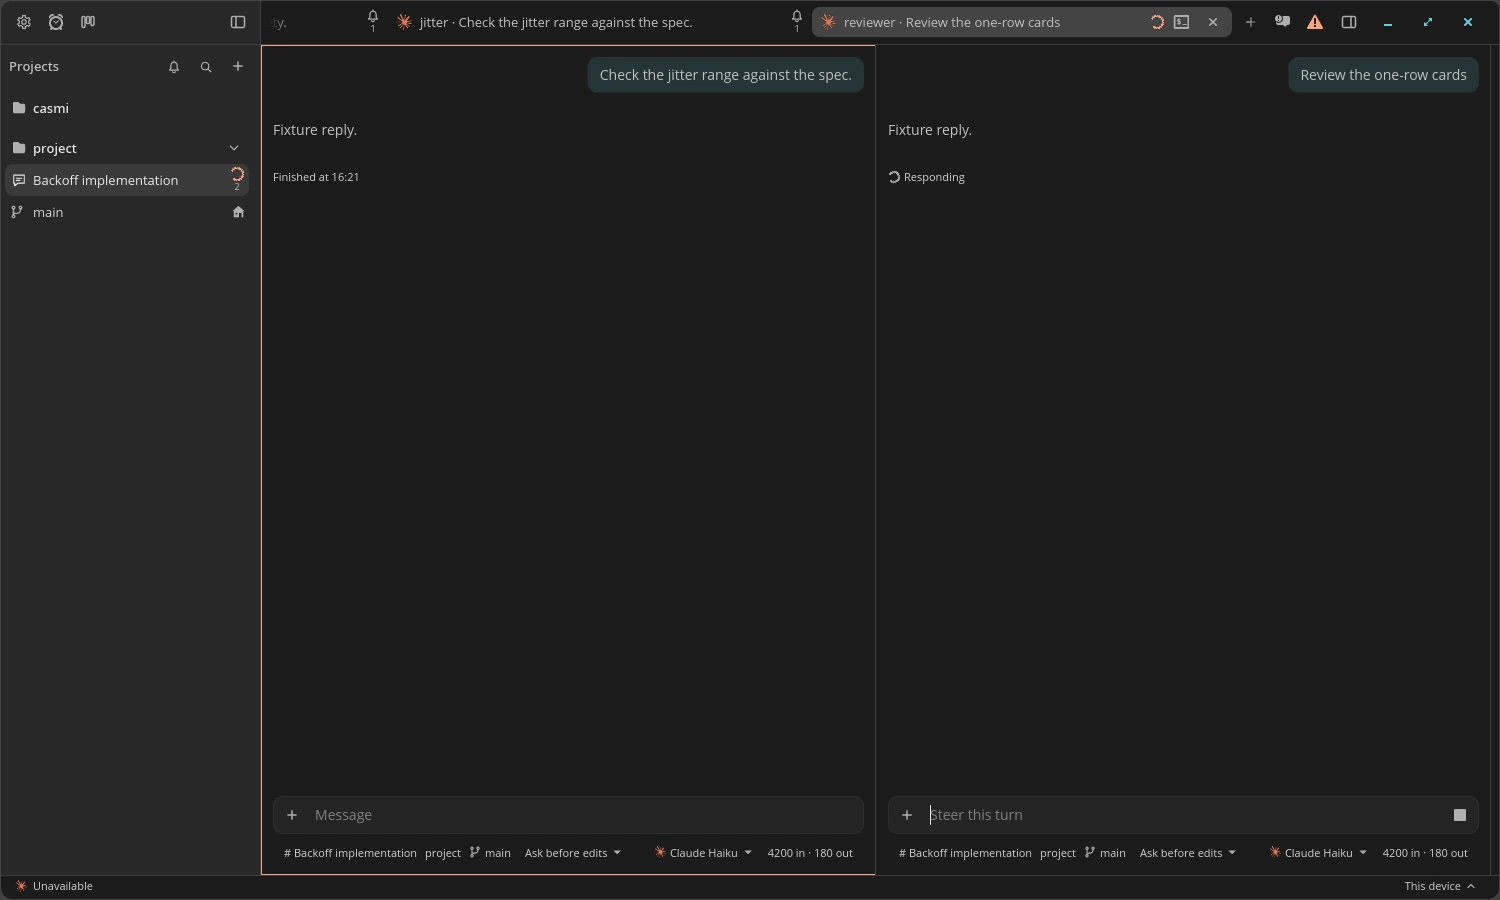 ty.
1
jitter · Check the jitter range against the spec.
1
reviewer · Review the one-row cards
Projects
casmi
project
Backoff implementation
2
main
Check the jitter range against the spec.
Fixture reply.
Finished at 16:21
Message
# Backoff implementation project main Ask before edits Claude Haiku 4200 in · 180 out
Review the one-row cards
Fixture reply.
Responding
Steer this turn
# Backoff implementation project main Ask before edits Claude Haiku 4200 in · 180 out
Unavailable
This device